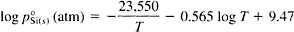 log p°Si(s) (atm) = − 23,550 / T − 0.565 log T + 9.47